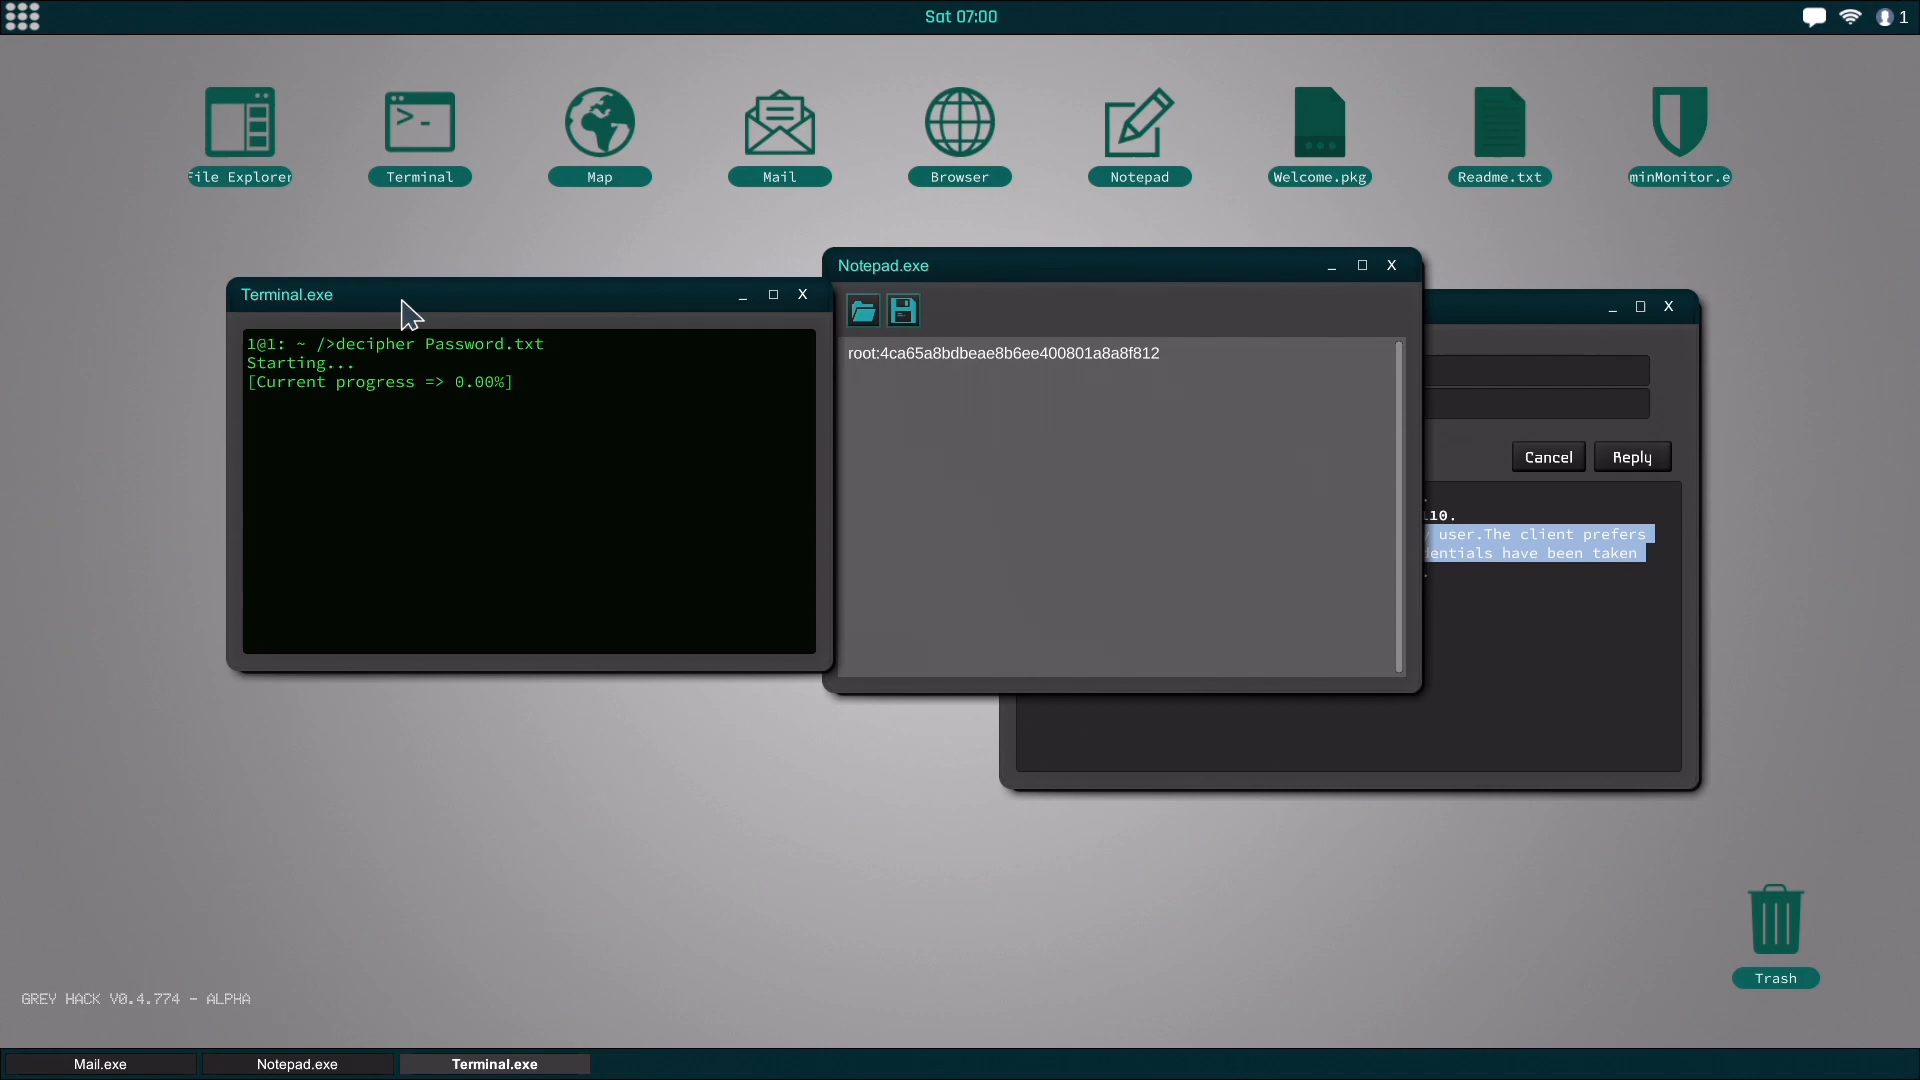 Sat 07:00
1
File Explorer
Terminal
Map
Mail
Browser
Notepad
Welcome.pkg
Readme.txt
minMonitor.e
Notepad.exe
Terminal.exe
root:4ca65a8bdbeae8b6ee400801a8a8f812
1@1: ~ />decipher Password.txt
Starting...
[Current progress => 0.00%]
Cancel
Reply
110.
user.The client prefers
dentials have been taken
Trash
GREY HACK V0.4.774 - ALPHA
Mail.exe
Notepad.exe
Terminal.exe